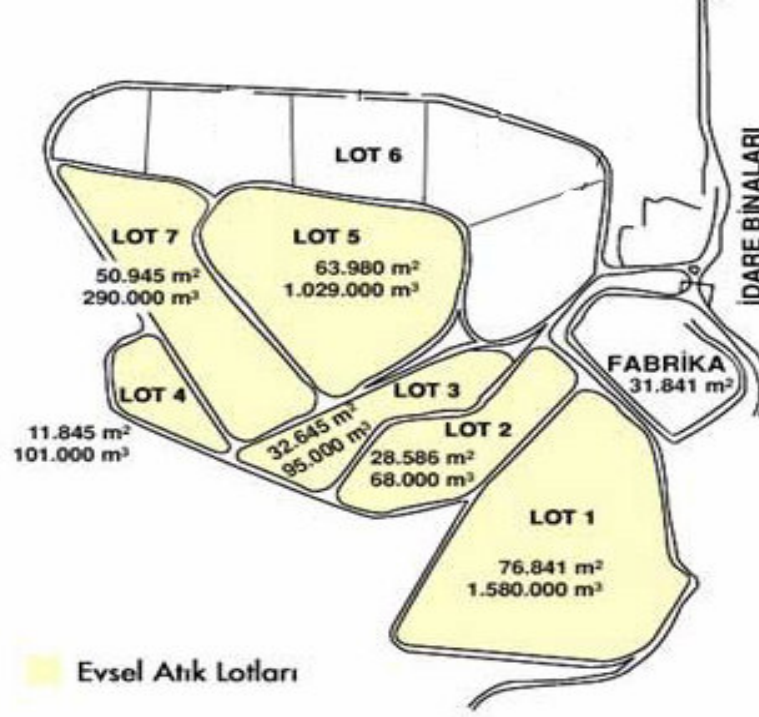 LOT 6
İDARE BİNALARI
LOT 7
50.945 m²
290.000 m³
LOT 5
63.980 m²
1.029.000 m³
FABRİKA
31.841 m²
LOT 4
11.845 m²
101.000 m³
LOT 3
32.645 m²
95.000 m³
LOT 2
28.586 m²
68.000 m³
LOT 1
76.841 m²
1.580.000 m³
Evsel Atık Lotları